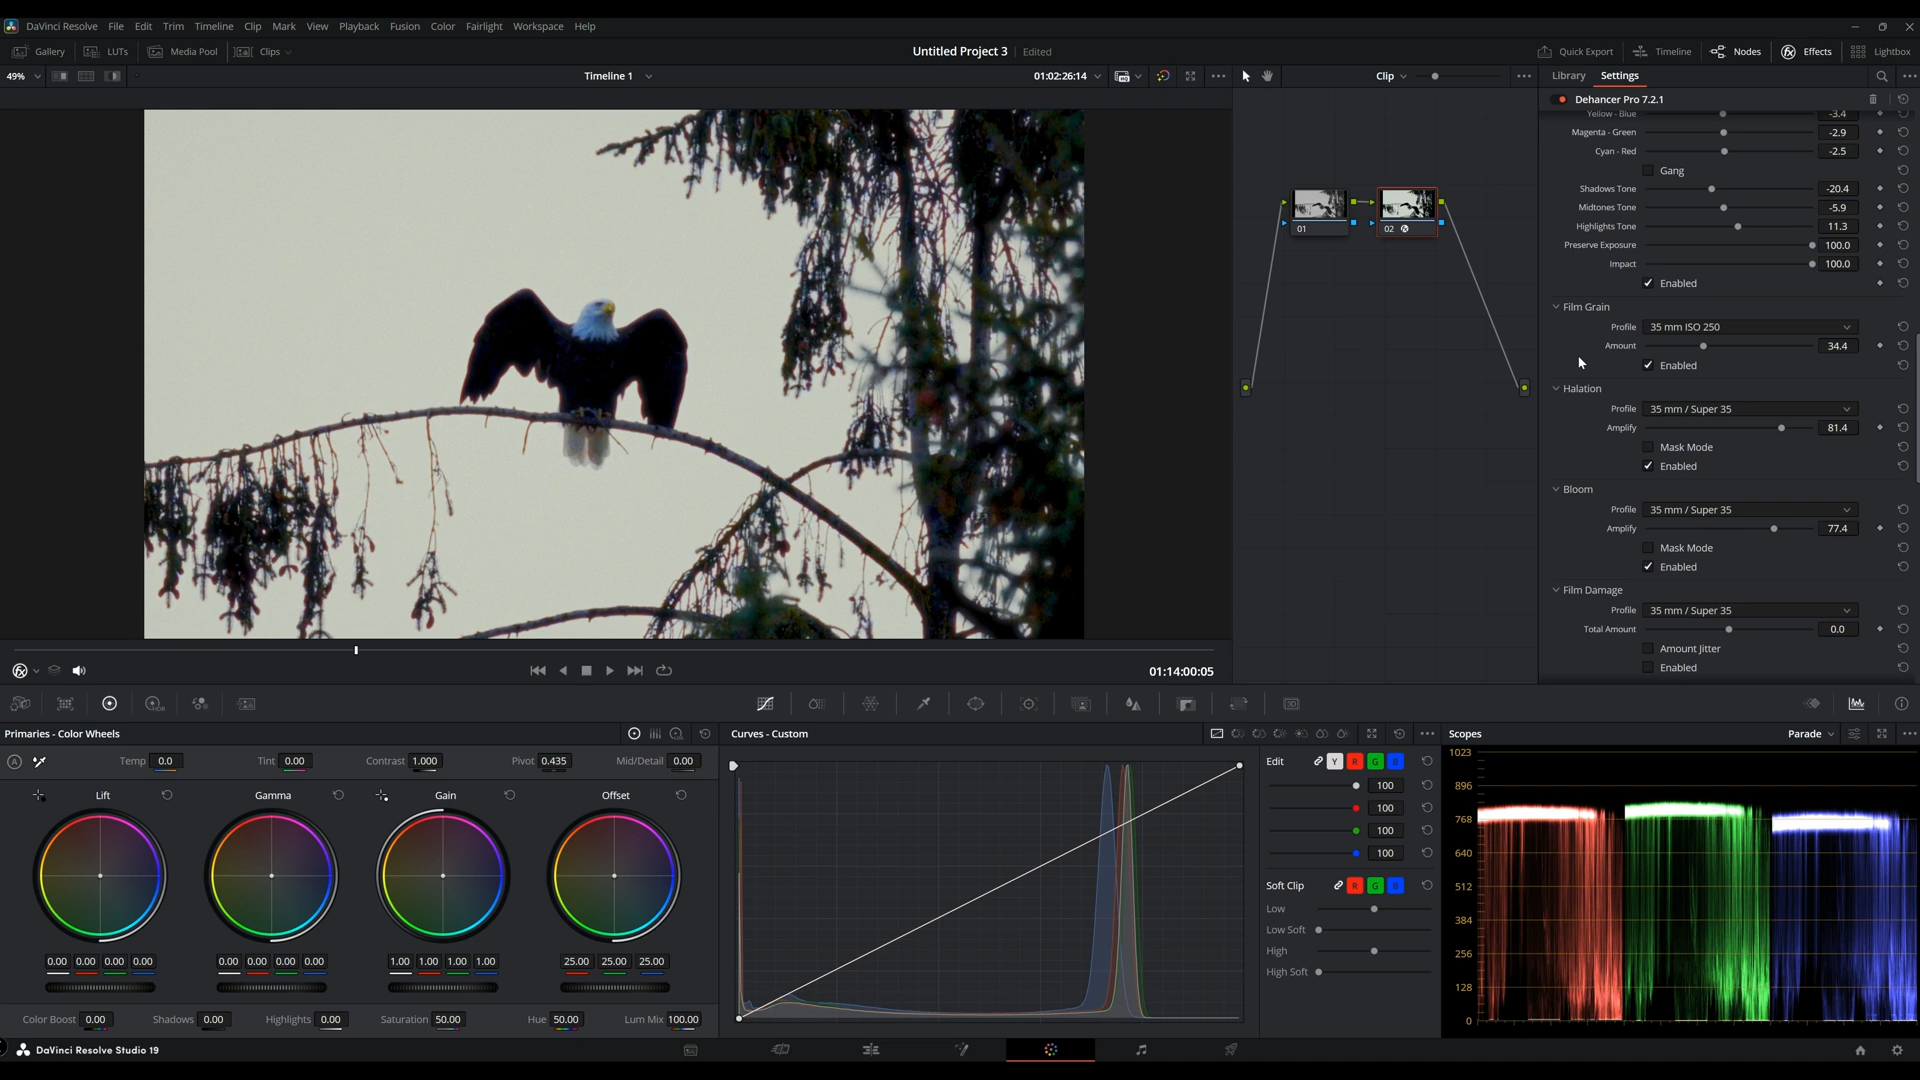 DaVinci Resolve File Edit Trim Timeline Clip Mark View Playback Fusion Color Fairlight Workspace Help
Gallery LUTs Media Pool Clips Untitled Project 3 Edited Quick Export Timeline Nodes Effects Lightbox
49% Timeline 1 01:02:26:14 Clip Library Settings
Dehancer Pro 7.2.1
Yellow - Blue -3.4
Magenta - Green -2.9
Cyan - Red -2.5
Gang
Shadows Tone -20.4
Midtones Tone -5.9
Highlights Tone 11.3
Preserve Exposure 100.0
Impact 100.0
Enabled
Film Grain
Profile 35 mm ISO 250
Amount 34.4
Enabled
Halation
Profile 35 mm / Super 35
Amplify 81.4
Mask Mode
Enabled
Bloom
Profile 35 mm / Super 35
Amplify 77.4
Mask Mode
Enabled
Film Damage
Profile 35 mm / Super 35
Total Amount 0.0
Amount Jitter
Enabled
01
02
01:14:00:05
Primaries - Color Wheels
Temp 0.0 Tint 0.00 Contrast 1.000 Pivot 0.435 Mid/Detail 0.00
Lift Gamma Gain Offset
0.00 0.00 0.00 0.00 0.00 0.00 0.00 0.00 1.00 1.00 1.00 1.00 25.00 25.00 25.00
Color Boost 0.00 Shadows 0.00 Highlights 0.00 Saturation 50.00 Hue 50.00 Lum Mix 100.00
Curves - Custom
Edit Y R G B
100
100
100
100
Soft Clip R G B
Low
Low Soft
High
High Soft
Scopes Parade
1023
896
768
640
512
384
256
128
0
DaVinci Resolve Studio 19